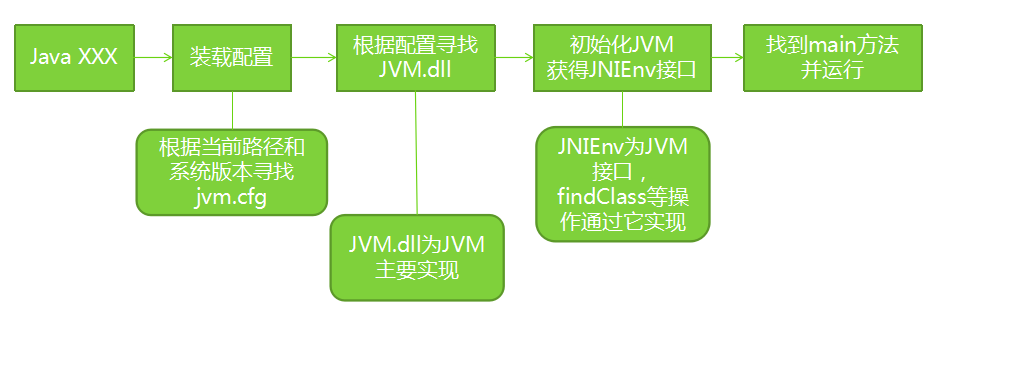 Java XXX
装载配置
根据配置寻找
JVM.dll
初始化JVM
获得JNIEnv接口
找到main方法
并运行
根据当前路径和
系统版本寻找
jvm.cfg
JVM.dll为JVM
主要实现
JNIEnv为JVM
接口，
findClass等操
作通过它实现